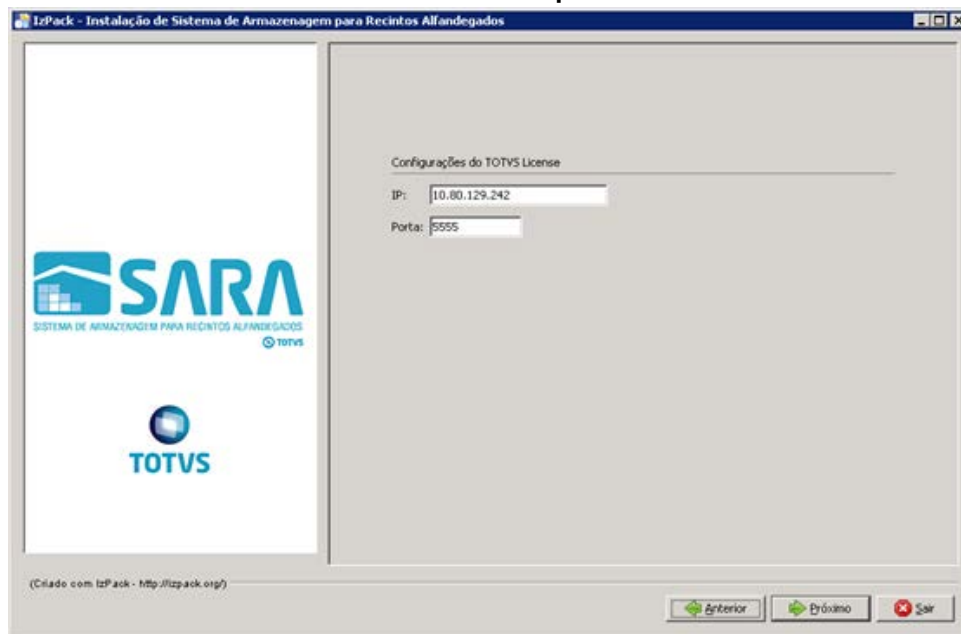 IzPack - Instalação de Sistema de Armazenagem para Recintos Alfandegados
Configurações do TOTVS License
IP: 10.80.129.242
Porta: 5555
SARA
SISTEMA DE ARMAZENAGEM PARA RECINTOS ALFANDEGADOS
TOTVS
TOTVS
(Criado com IzPack - http://izpack.org/)
Anterior Próximo Sair